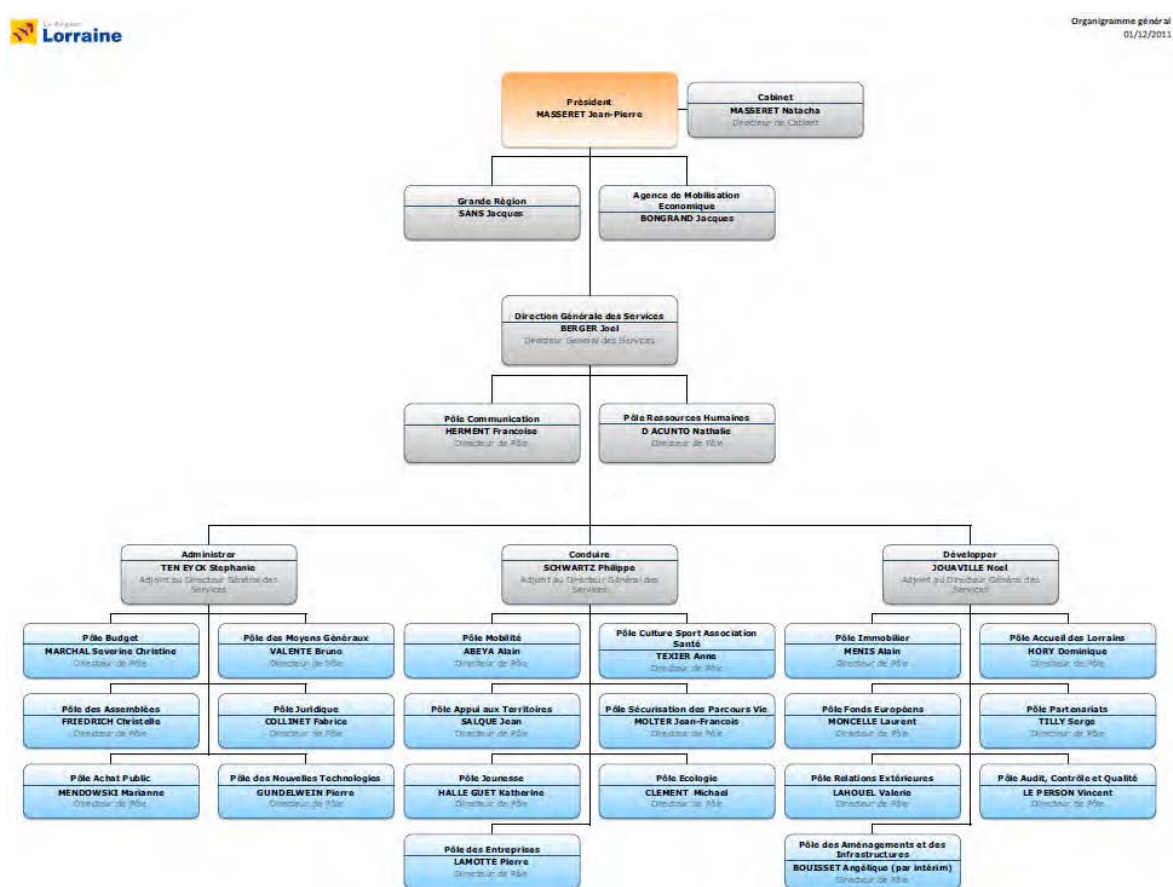 La Région
Lorraine
Organigramme général
01/12/2011
Président
MASSERET Jean-Pierre
Cabinet
MASSERET Natacha
Directeur de Cabinet
Grande Région
SANS Jacques
Agence de Mobilisation
Economique
BONGRAND Jacques
Direction Générale des Services
BERGER Joel
Directeur General des Services
Pôle Communication
HERMENT Francoise
Directeur de Pôle
Pôle Ressources Humaines
D ACUNTO Nathalie
Directeur de Pôle
Administrer
TEN EYCK Stephanie
Adjoint au Directeur Général des
Services
Conduire
SCHWARTZ Philippe
Adjoint au Directeur Général des
Services
Développer
JOUAVILLE Noel
Adjoint au Directeur Général des
Services
Pôle Budget
MARCHAL Severine Christine
Directeur de Pôle
Pôle des Moyens Généraux
VALENTE Bruno
Directeur de Pôle
Pôle Mobilité
ABEYA Alain
Directeur de Pôle
Pôle Culture Sport Association
Santé
TEXIER Anne
Directeur de Pôle
Pôle Immobilier
MENIS Alain
Directeur de Pôle
Pôle Accueil des Lorrains
HORY Dominique
Directeur de Pôle
Pôle des Assemblées
FRIEDRICH Christelle
Directeur de Pôle
Pôle Juridique
COLLINET Fabrice
Directeur de Pôle
Pôle Appui aux Territoires
SALQUE Jean
Directeur de Pôle
Pôle Sécurisation des Parcours Vie
MOLTER Jean-Francois
Directeur de Pôle
Pôle Fonds Européens
MONCELLE Laurent
Directeur de Pôle
Pôle Partenariats
TILLY Serge
Directeur de Pôle
Pôle Achat Public
MENDOWSKI Marianne
Directeur de Pôle
Pôle des Nouvelles Technologies
GUNDELWEIN Pierre
Directeur de Pôle
Pôle Jeunesse
HALLE GUET Katherine
Directeur de Pôle
Pôle Ecologie
CLEMENT Michael
Directeur de Pôle
Pôle Relations Extérieures
LAHOUEL Valerie
Directeur de Pôle
Pôle Audit, Contrôle et Qualité
LE PERSON Vincent
Directeur de Pôle
Pôle des Entreprises
LAMOTTE Pierre
Directeur de Pôle
Pôle des Aménagements et des
Infrastructures
BOUISSET Angélique (par intérim)
Directeur de Pôle